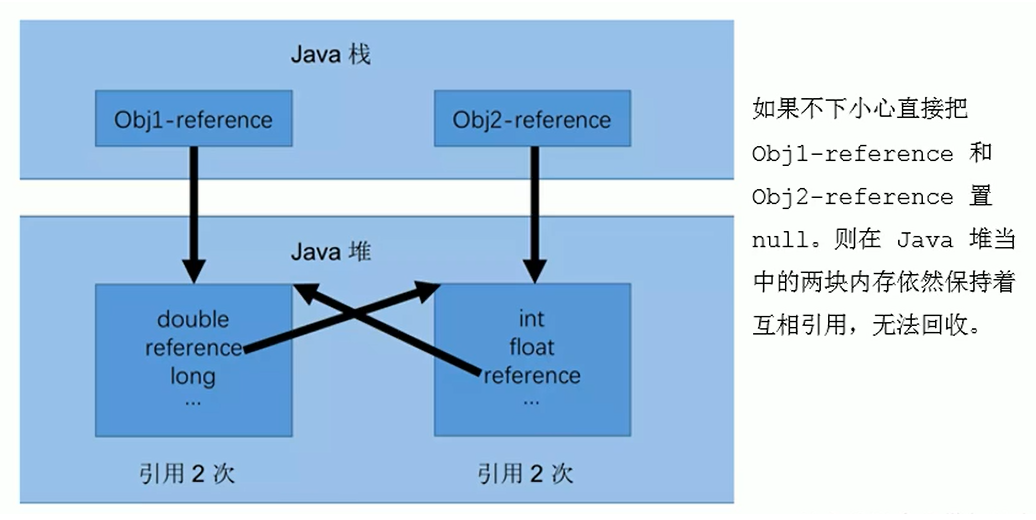 Java 栈
Obj1-reference
Obj2-reference
Java 堆
double
reference
long
...
int
float
reference
...
引用 2 次
引用 2 次
如果不下小心直接把
Obj1-reference 和
Obj2-reference 置
null。则在 Java 堆当
中的两块内存依然保持着
互相引用,无法回收。